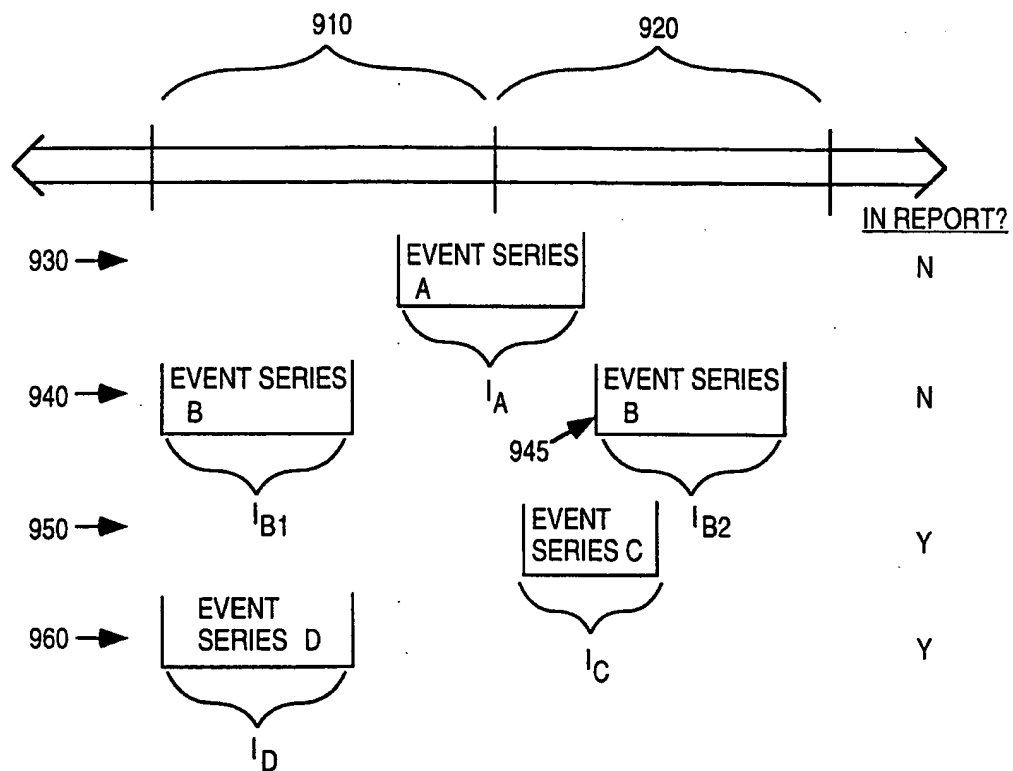 910 920
IN REPORT?
930 EVENT SERIES N
A
I_A
940 EVENT SERIES EVENT SERIES N
B B
945
I_B1 I_B2
950 EVENT Y
SERIES C
I_C
960 EVENT Y
SERIES D
I_D